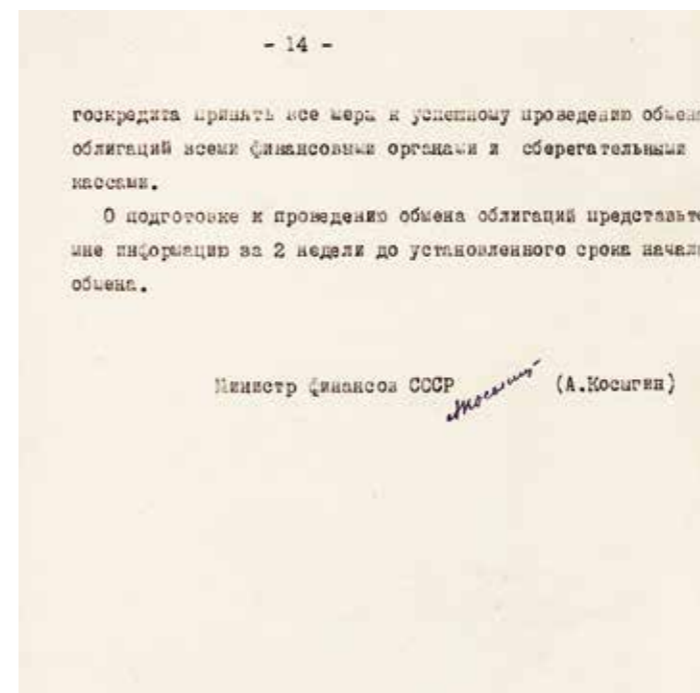 - 14 -
госкредита принять все меры к успешному проведению обмена
облигаций всеми финансовыми органами и сберегательными
кассами.
О подготовке к проведению обмена облигаций представьте
мне информацию за 2 недели до установленного срока начала
обмена.
Министр финансов СССР АКосыгин (А.Косыгин)